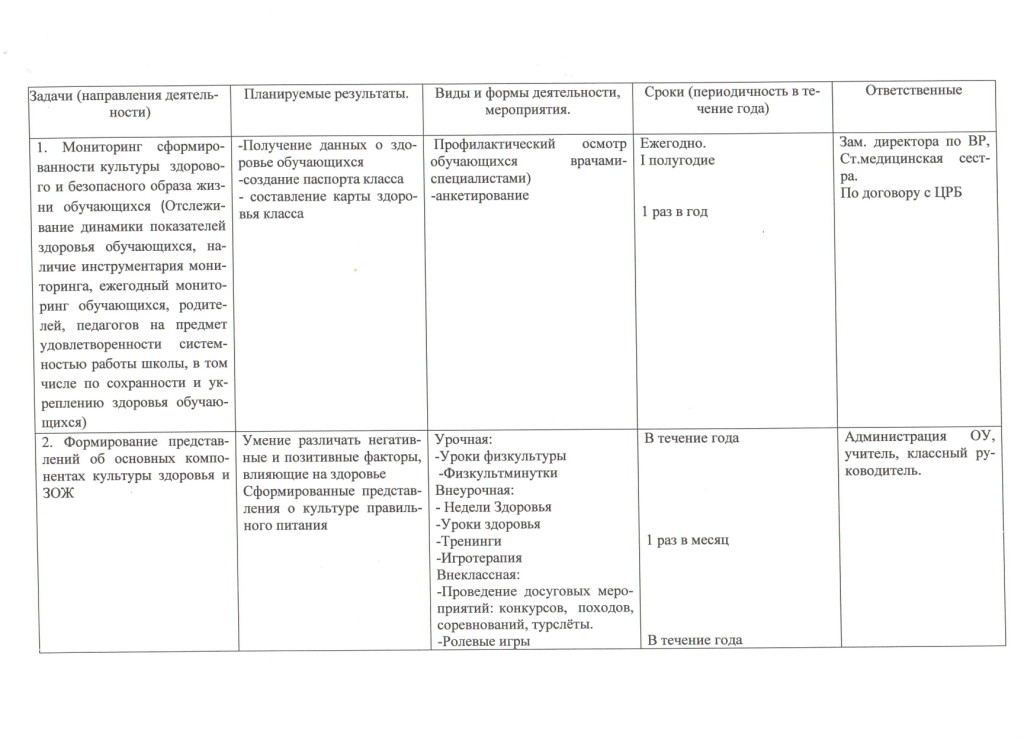 Задачи (направления деятель-
ности)
Планируемые результаты.
Виды и формы деятельности,
мероприятия.
Сроки (периодичность в те-
чение года)
Ответственные
1. Мониторинг сформиро-
ванности культуры здорово-
го и безопасного образа жиз-
ни обучающихся (Отслежи-
вание динамики показателей
здоровья обучающихся, на-
личие инструментария мони-
торинга, ежегодный монито-
ринг обучающихся, родите-
лей, педагогов на предмет
удовлетворенности систем-
ностью работы школы, в том
числе по сохранности и ук-
реплению здоровья обучаю-
щихся)
-Получение данных о здо-
ровье обучающихся
-создание паспорта класса
- составление карты здоро-
вья класса
Профилактический осмотр
обучающихся врачами-
специалистами)
-анкетирование
Ежегодно.
I полугодие
1 раз в год
Зам. директора по ВР,
Ст.медицинская сест-
ра.
По договору с ЦРБ
2. Формирование представ-
лений об основных компо-
нентах культуры здоровья и
ЗОЖ
Умение различать негатив-
ные и позитивные факторы,
влияющие на здоровье
Сформированные представ-
ления о культуре правиль-
ного питания
Урочная:
-Уроки физкультуры
-Физкультминутки
Внеурочная:
- Недели Здоровья
-Уроки здоровья
-Тренинги
-Игротерапия
Внеклассная:
-Проведение досуговых меро-
приятий: конкурсов, походов,
соревнований, турслёты.
-Ролевые игры
В течение года
1 раз в месяц
В течение года
Администрация ОУ,
учитель, классный ру-
ководитель.